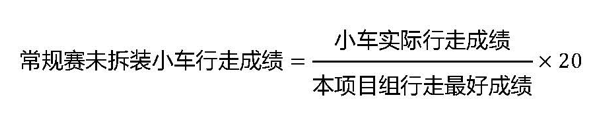 小车实际行走成绩
常规赛未拆装小车行走成绩 = ×20
本项目组行走最好成绩